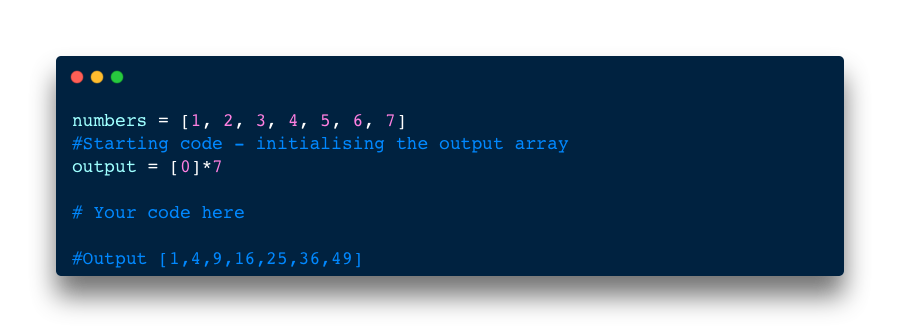 numbers = [1, 2, 3, 4, 5, 6, 7]
#Starting code - initialising the output array
output = [0]*7
# Your code here
#Output [1,4,9,16,25,36,49]